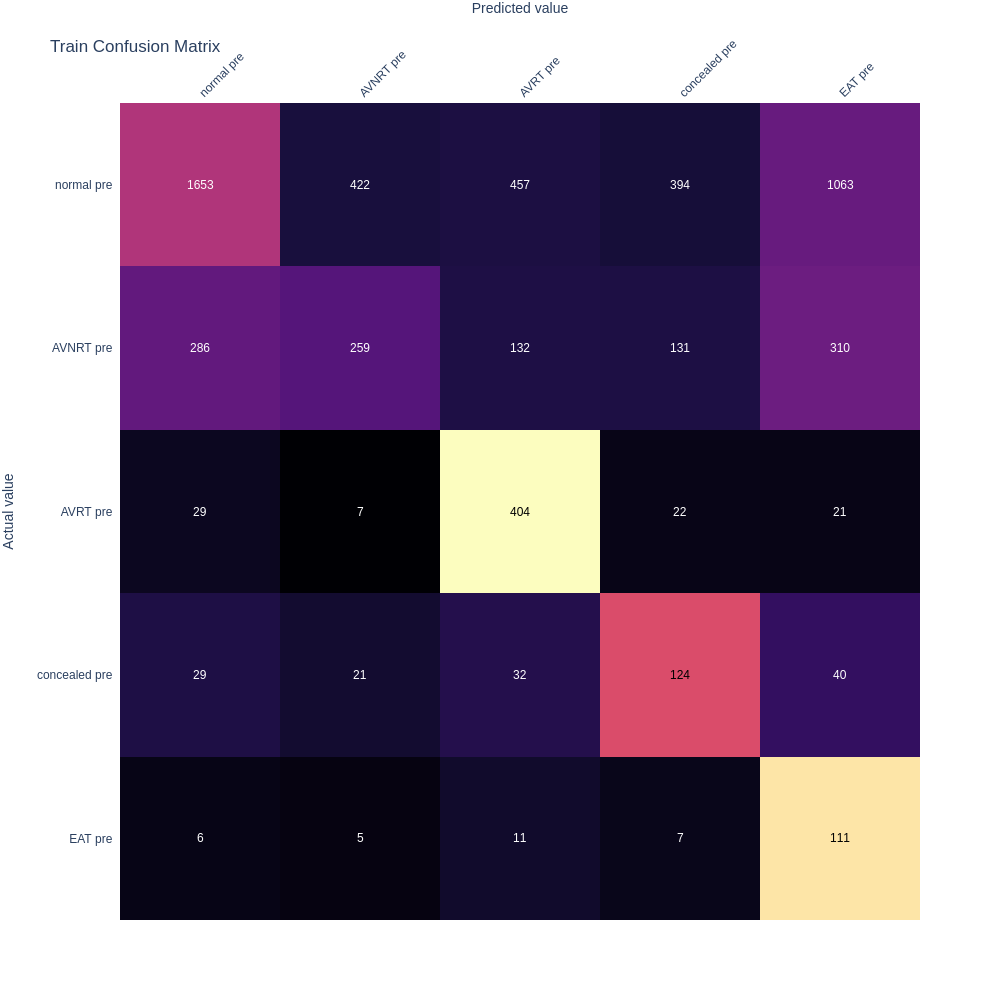 Predicted value
Train Confusion Matrix
normal pre AVNRT pre AVRT pre concealed pre EAT pre
normal pre 1653 422 457 394 1063
AVNRT pre 286 259 132 131 310
AVRT pre 29 7 404 22 21
concealed pre 29 21 32 124 40
EAT pre 6 5 11 7 111
Actual value